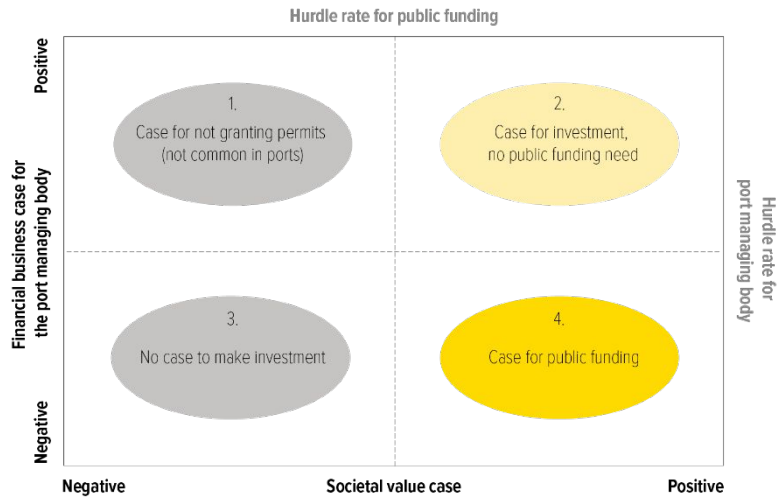 Hurdle rate for public funding
Positive
1.
Case for not granting permits
(not common in ports)
2.
Case for investment,
no public funding need
Financial business case for
the port managing body
Hurdle rate for
port managing body
3.
No case to make investment
4.
Case for public funding
Negative
Negative
Societal value case
Positive